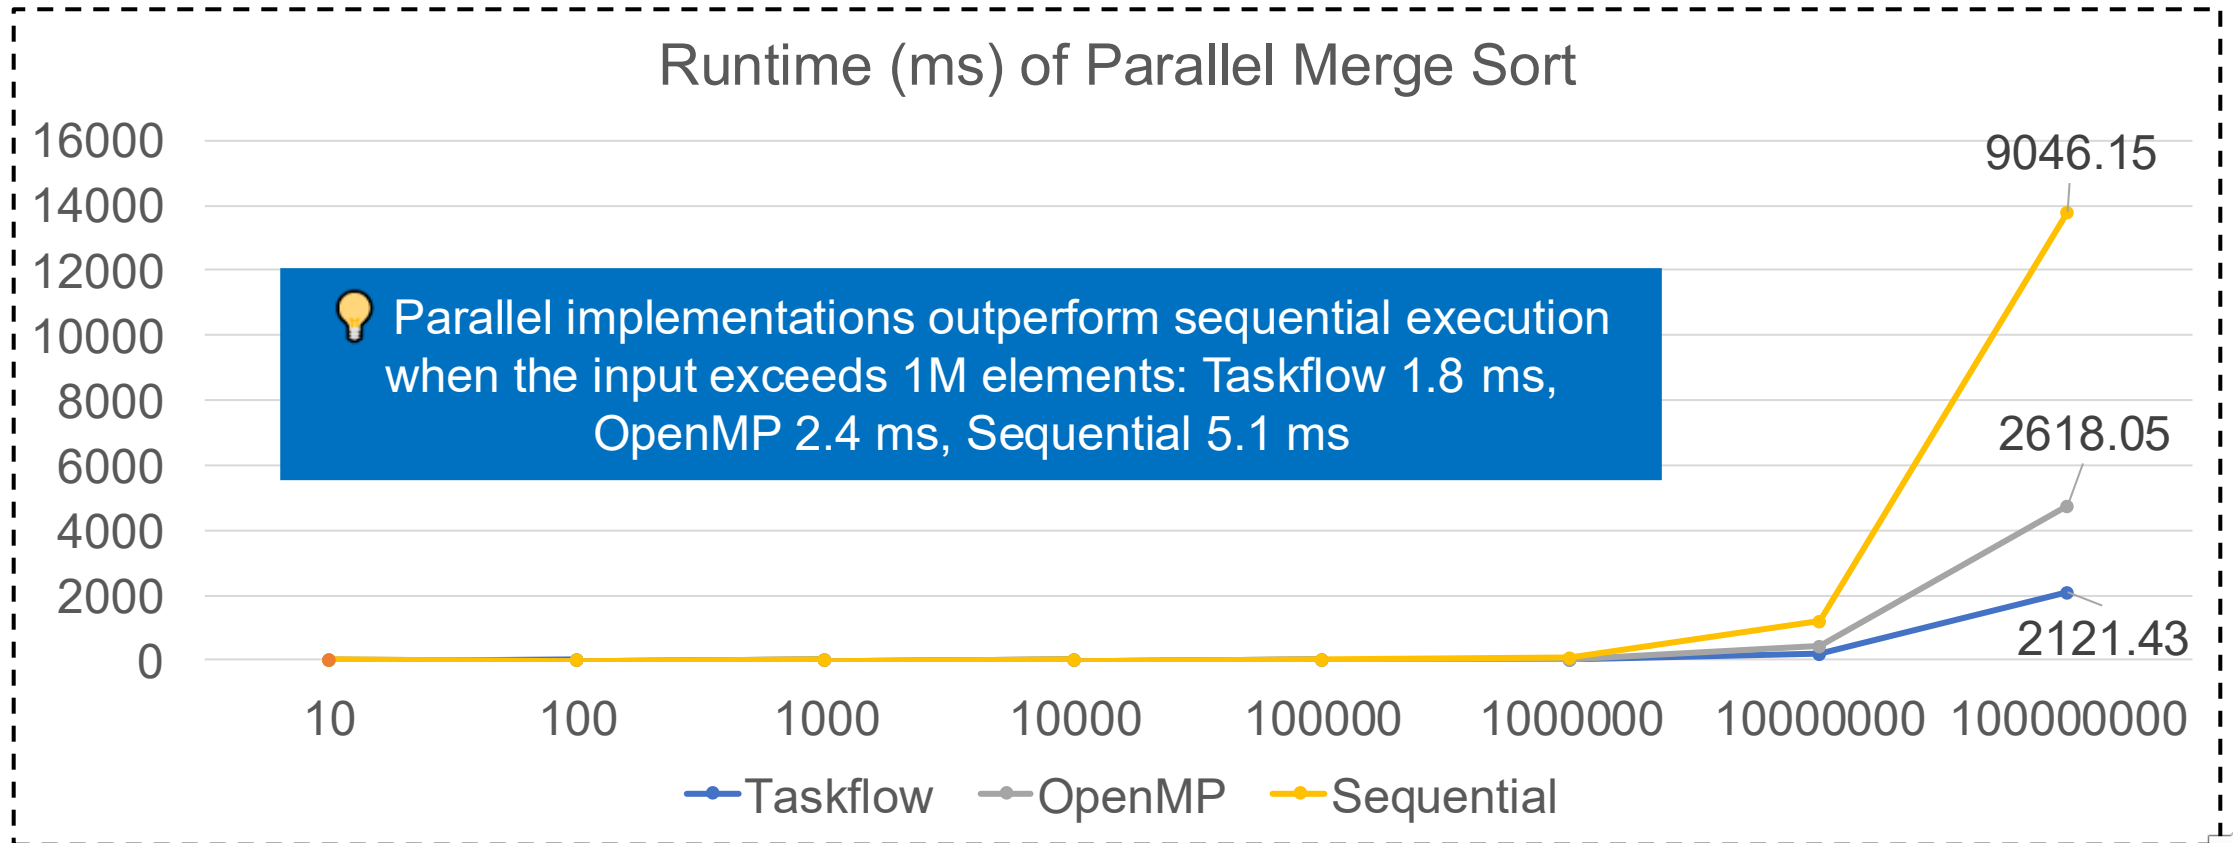 Runtime (ms) of Parallel Merge Sort
16000
14000
12000
10000
8000
6000
4000
2000
0
9046.15
2618.05
2121.43
Parallel implementations outperform sequential execution
when the input exceeds 1M elements: Taskflow 1.8 ms,
OpenMP 2.4 ms, Sequential 5.1 ms
10 100 1000 10000 100000 1000000 10000000 100000000
Taskflow OpenMP Sequential